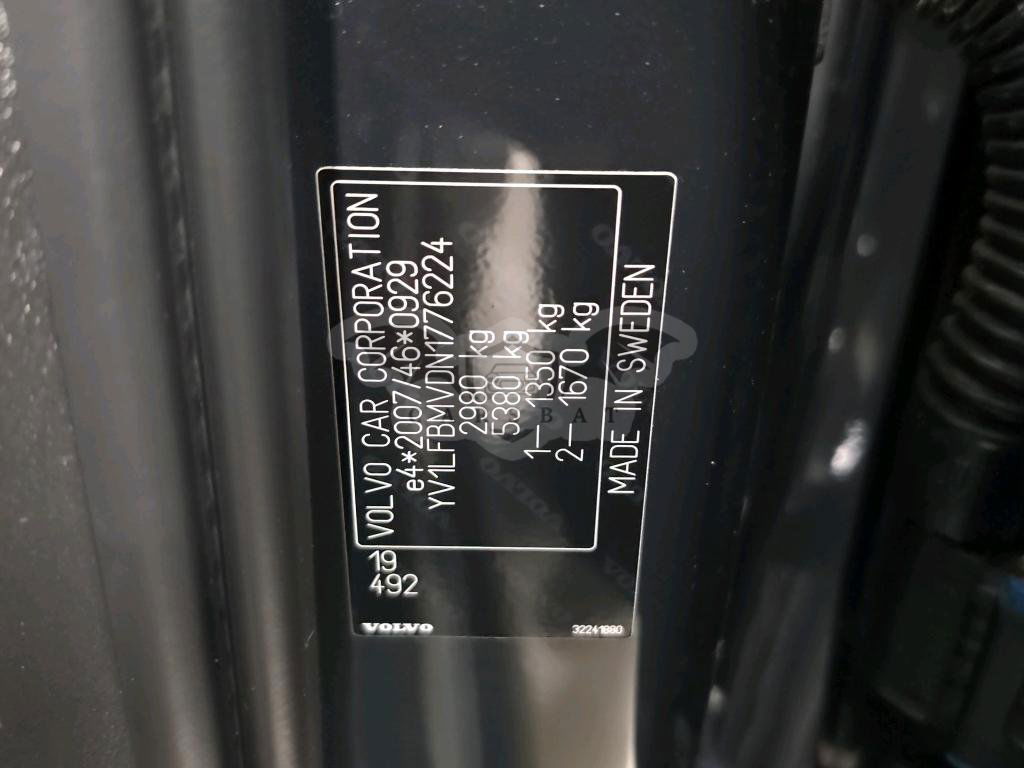 VOLVO CAR CORPORATION
e4*2007/46*0929
YV1LFBMVDN1776224
2980 kg
5380 kg
1– 1350 kg
2– 1670 kg
MADE IN SWEDEN
19
492
VOLVO
32241880